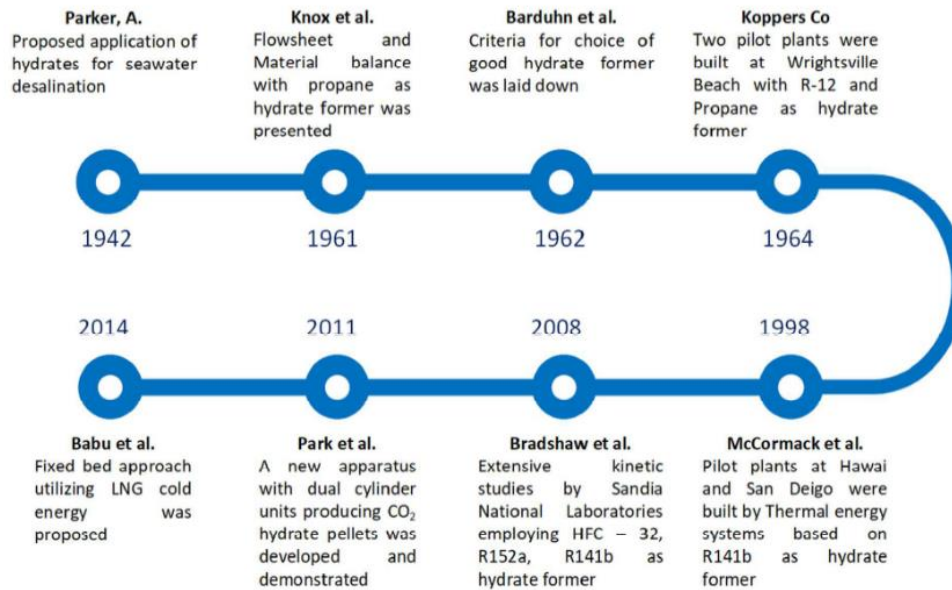 Parker, A.
Proposed application of
hydrates for seawater
desalination
Knox et al.
Flowsheet and
Material balance
with propane as
hydrate former was
presented
Barduhn et al.
Criteria for choice of
good hydrate former
was laid down
Koppers Co
Two pilot plants were
built at Wrightsville
Beach with R-12 and
Propane as hydrate
former
1942
1961
1962
1964
2014
2011
2008
1998
Babu et al.
Fixed bed approach
utilizing LNG cold
energy was
proposed
Park et al.
A new apparatus
with dual cylinder
units producing CO₂
hydrate pellets was
developed and
demonstrated
Bradshaw et al.
Extensive kinetic
studies by Sandia
National Laboratories
employing HFC – 32,
R152a, R141b as
hydrate former
McCormack et al.
Pilot plants at Hawai
and San Deigo were
built by Thermal energy
systems based on
R141b as hydrate
former